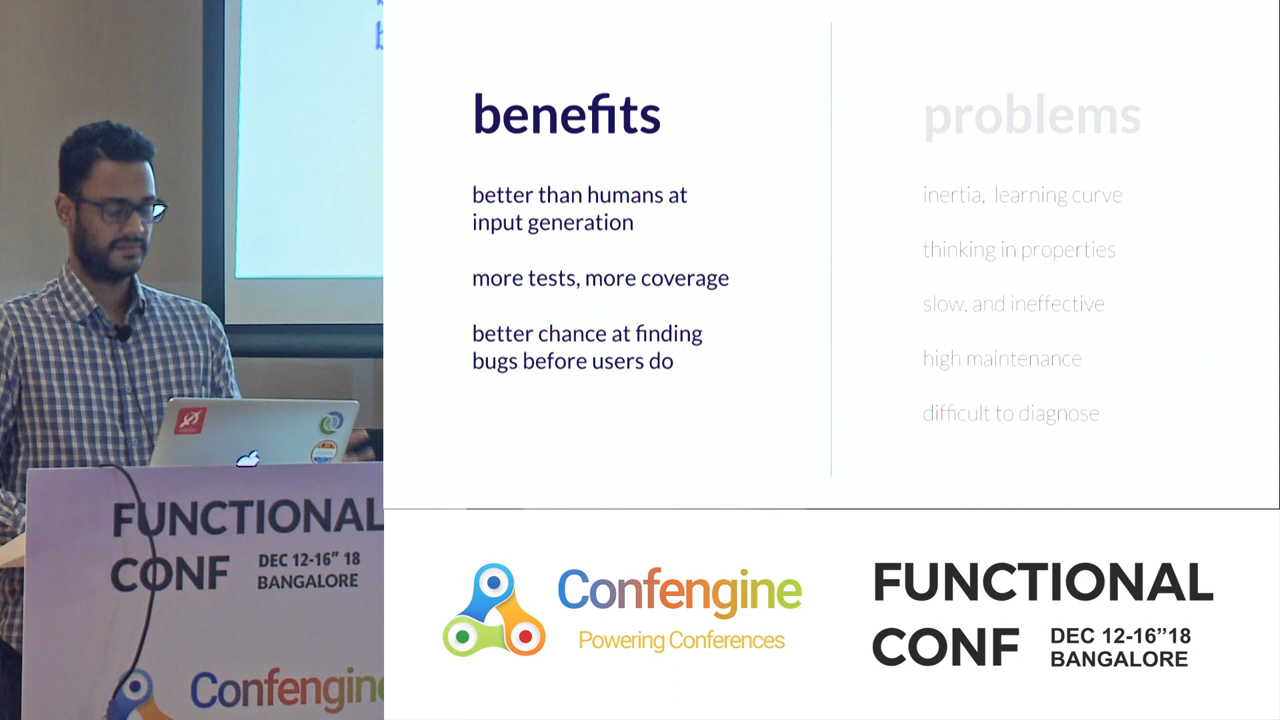 benefits
better than humans at
input generation
more tests, more coverage
better chance at finding
bugs before users do
problems
inertia, learning curve
thinking in properties
slow, and ineffective
high maintenance
difficult to diagnose
FUNCTIONAL
CONF DEC 12-16” 18
BANGALORE
Confengine
Confengine
Powering Conferences
FUNCTIONAL
CONF DEC 12-16”18
BANGALORE